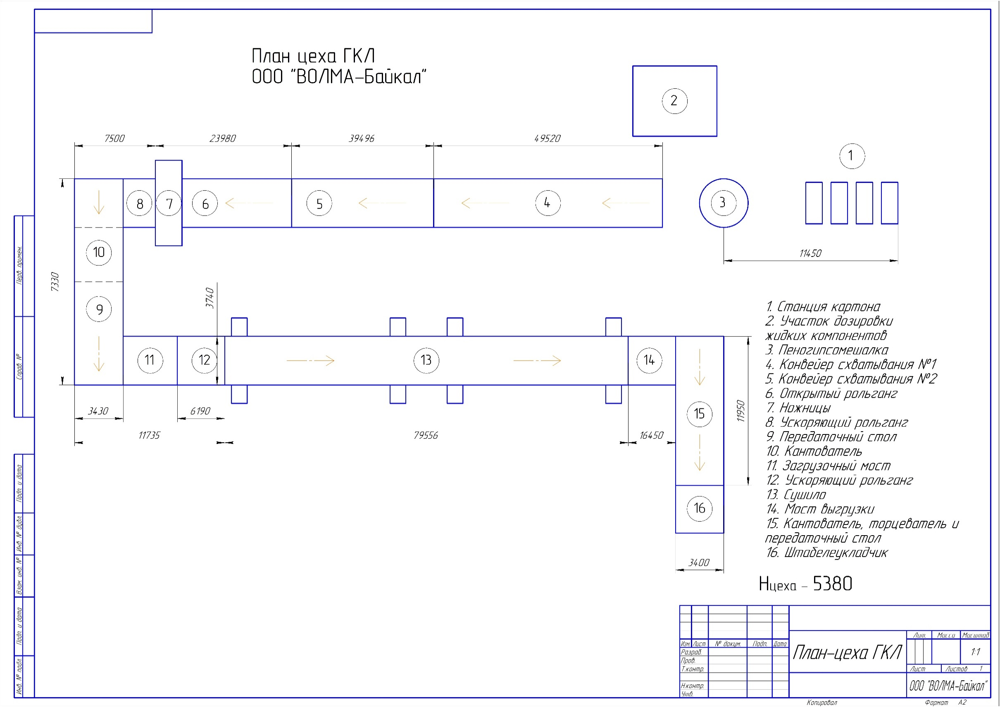 План цеха ГКЛ
ООО "ВОЛМА-Байкал"
2
7500
23980
39496
49520
1
8
7
6
5
4
3
10
11450
7330
3740
9
11
12
13
14
3430
6190
11735
79556
16450
15
11950
16
3400
1. Станция картона
2. Участок дозировки
жидких компонентов
3. Пеногипсомешалка
4. Конвейер схватывания №1
5. Конвейер схватывания №2
6. Открытый рольганг
7. Ножницы
8. Ускоряющий рольганг
9. Передаточный стол
10. Кантователь
11. Загрузочный мост
12. Ускоряющий рольганг
13. Сушило
14. Мост выгрузки
15. Кантователь, торцеватель и
передаточный стол
16. Штабелеукладчик
Нцеха - 5380
Перв. примен.
Справ. №
Подп. и дата
Инв. № дубл.
Взам. инв. №
Подп. и дата
Инв. № подл.
Изм. Лист № докум. Подп. Дата
Разраб.
Пров.
Т.контр.
Н.контр.
Утв.
План-цеха ГКЛ
Лит. Масса Масштаб
1:1
Лист Листов 1
ООО "ВОЛМА-Байкал"
Копировал Формат А2